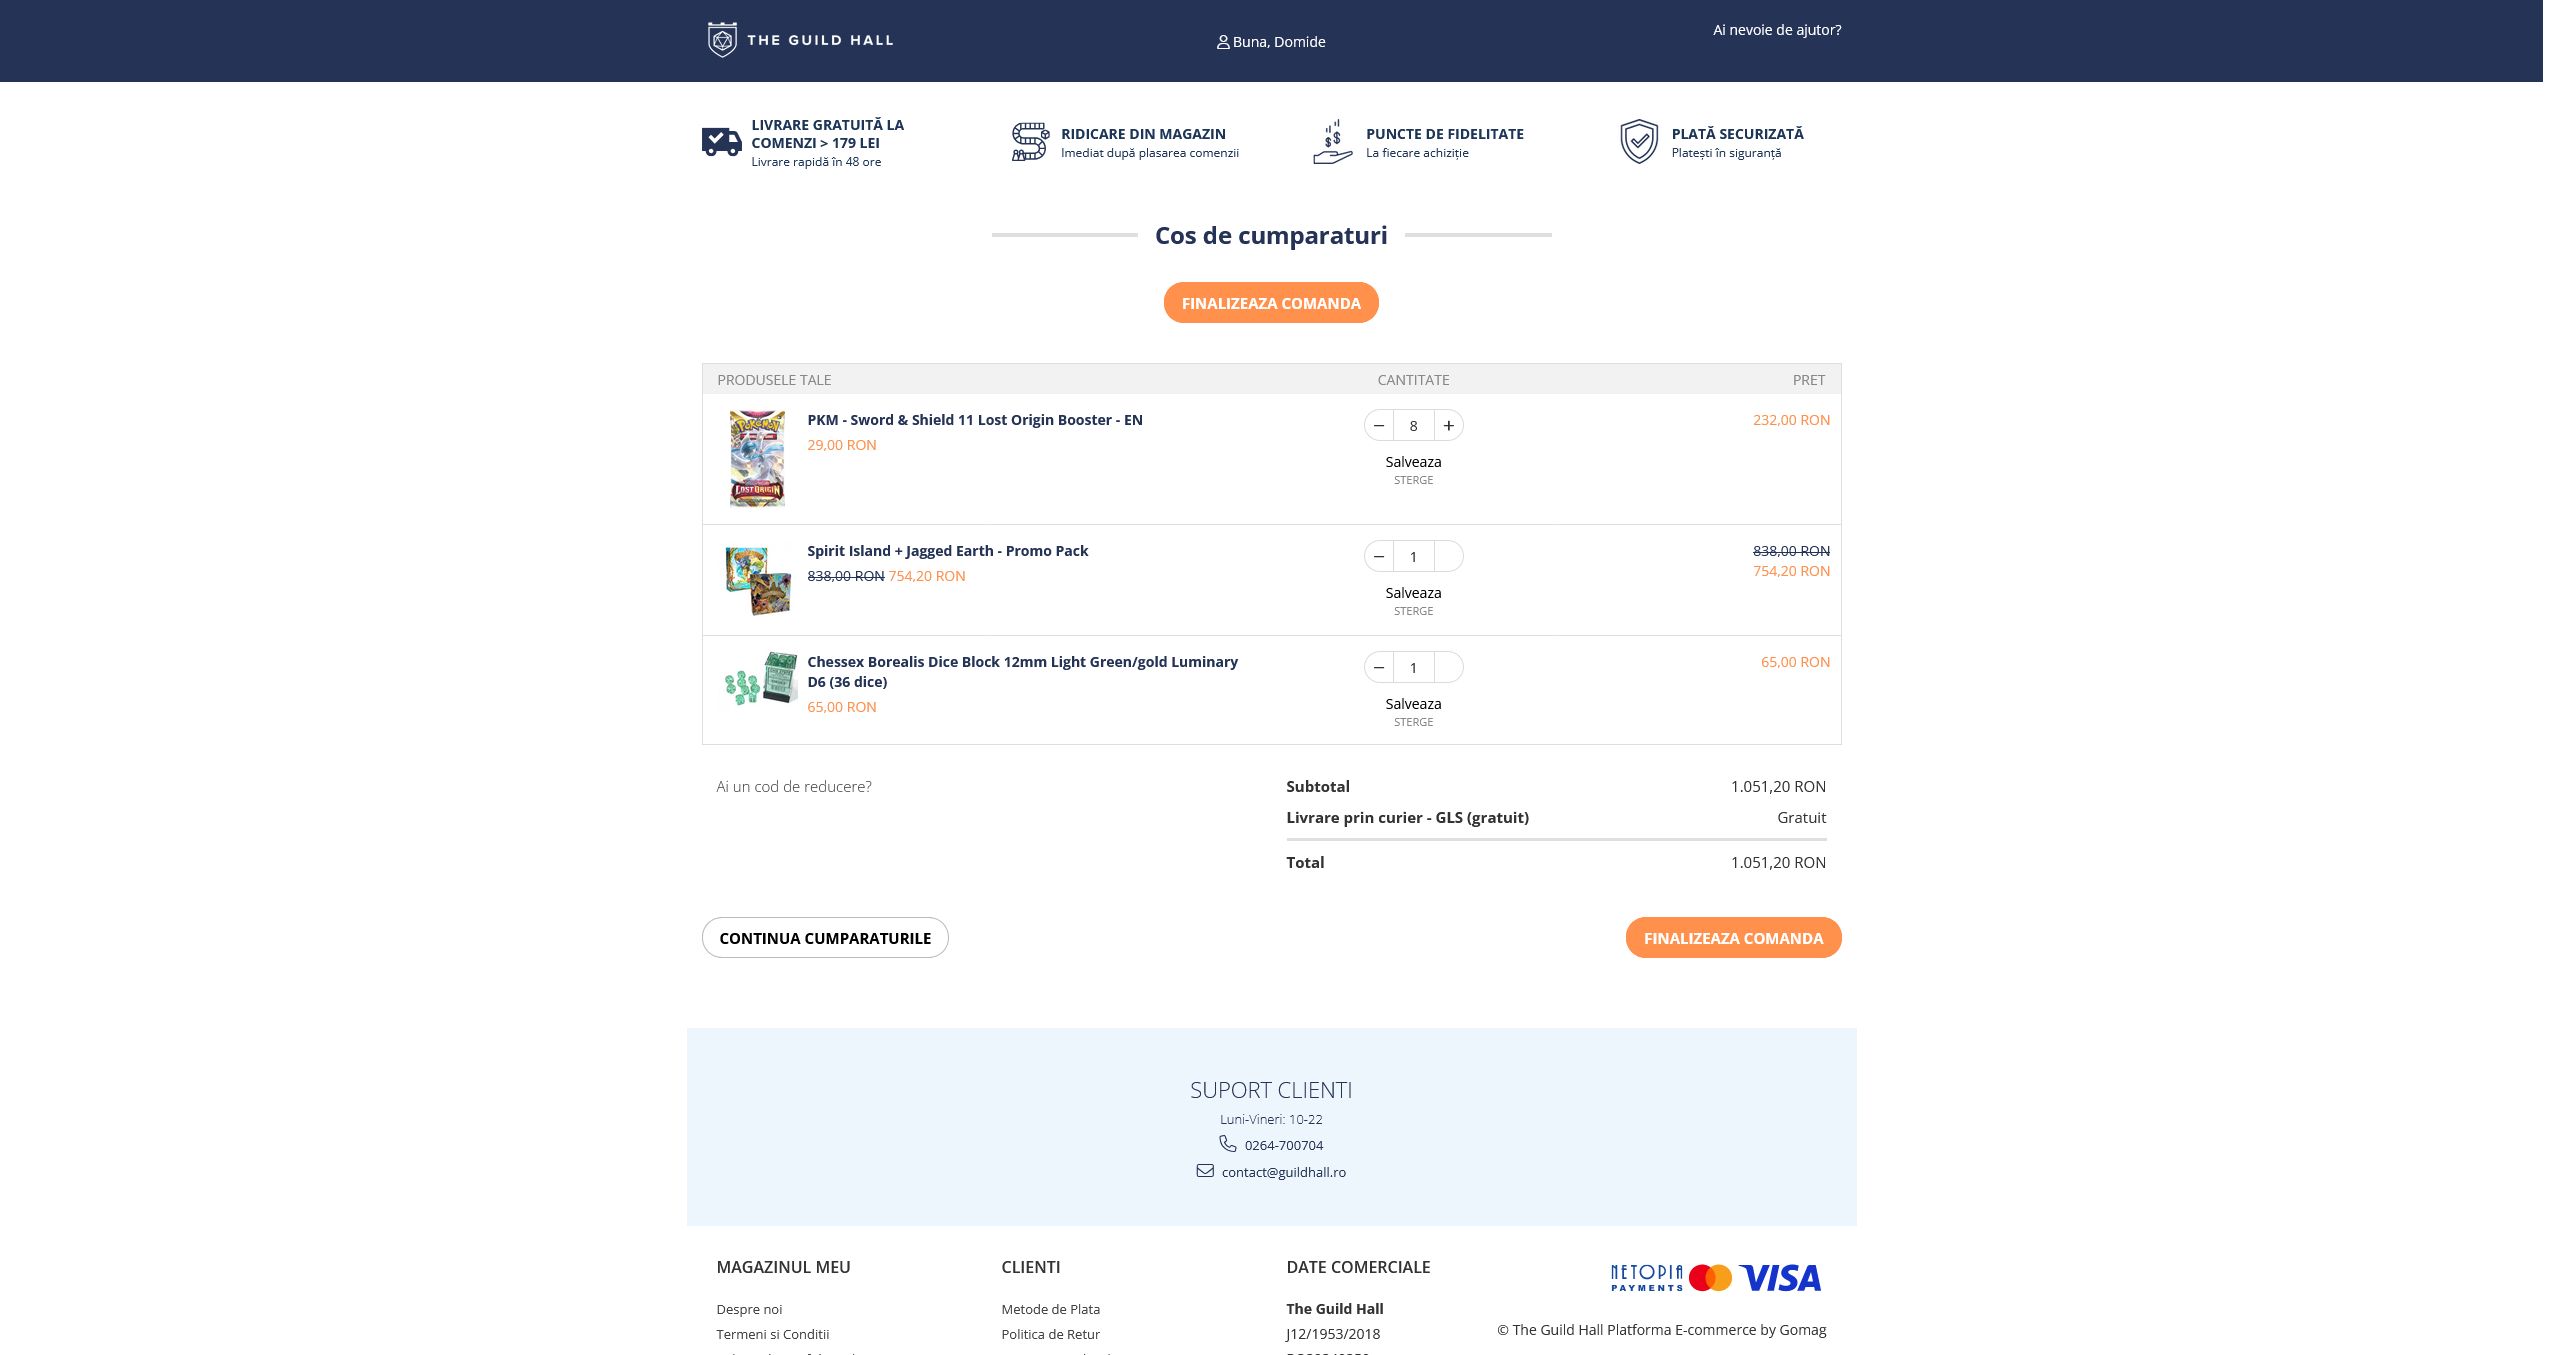 THE GUILD HALL
Buna, Domide
Ai nevoie de ajutor?
LIVRARE GRATUITĂ LA
COMENZI > 179 LEI
Livrare rapidă în 48 ore
RIDICARE DIN MAGAZIN
Imediat după plasarea comenzii
PUNCTE DE FIDELITATE
La fiecare achiziție
PLATĂ SECURIZATĂ
Platești în siguranță
Cos de cumparaturi
FINALIZEAZA COMANDA
PRODUSELE TALE CANTITATE PRET
PKM - Sword & Shield 11 Lost Origin Booster - EN
29,00 RON
− 8 +
Salveaza
STERGE
232,00 RON
Pokémon
LOST ORIGIN
Spirit Island + Jagged Earth - Promo Pack
838,00 RON 754,20 RON
− 1
Salveaza
STERGE
838,00 RON
754,20 RON
Chessex Borealis Dice Block 12mm Light Green/gold Luminary
D6 (36 dice)
65,00 RON
− 1
Salveaza
STERGE
65,00 RON
Ai un cod de reducere?
Subtotal 1.051,20 RON
Livrare prin curier - GLS (gratuit) Gratuit
Total 1.051,20 RON
CONTINUA CUMPARATURILE
FINALIZEAZA COMANDA
SUPORT CLIENTI
Luni-Vineri: 10-22
0264-700704
contact@guildhall.ro
MAGAZINUL MEU
Despre noi
Termeni si Conditii
CLIENTI
Metode de Plata
Politica de Retur
DATE COMERCIALE
The Guild Hall
J12/1953/2018
NETOPIA
PAYMENTS
VISA
© The Guild Hall Platforma E-commerce by Gomag